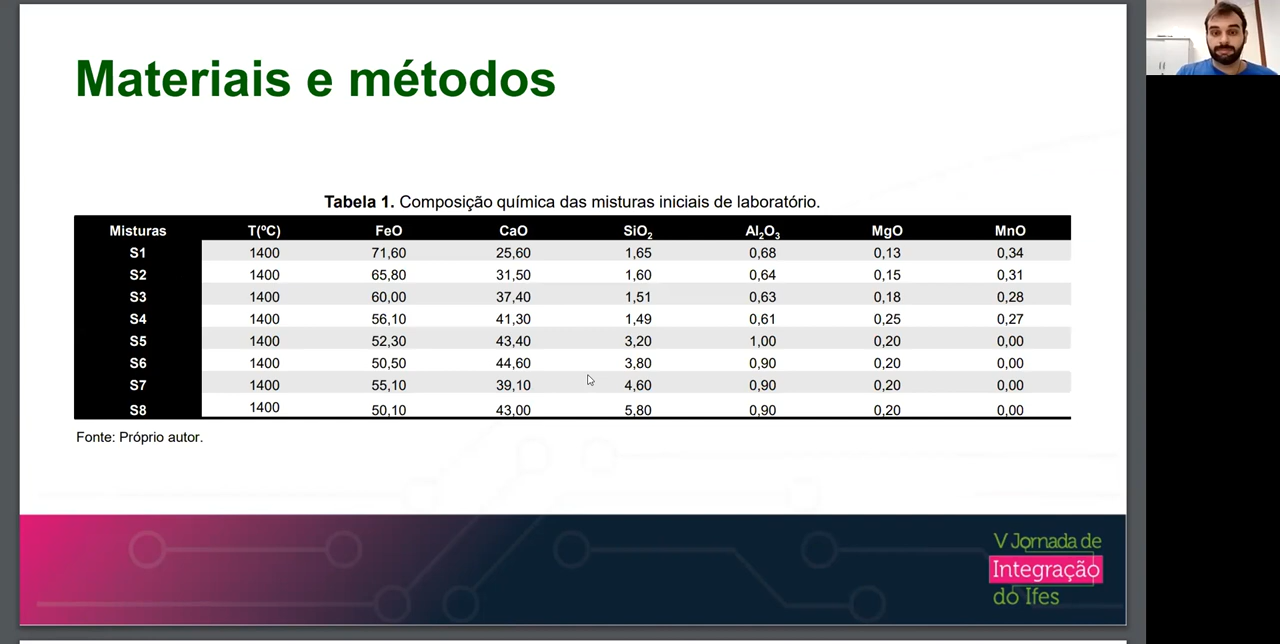 Materiais e métodos
Tabela 1. Composição química das misturas iniciais de laboratório.
Misturas T(ºC) FeO CaO SiO₂ Al₂O₃ MgO MnO
S1 1400 71,60 25,60 1,65 0,68 0,13 0,34
S2 1400 65,80 31,50 1,60 0,64 0,15 0,31
S3 1400 60,00 37,40 1,51 0,63 0,18 0,28
S4 1400 56,10 41,30 1,49 0,61 0,25 0,27
S5 1400 52,30 43,40 3,20 1,00 0,20 0,00
S6 1400 50,50 44,60 3,80 0,90 0,20 0,00
S7 1400 55,10 39,10 4,60 0,90 0,20 0,00
S8 1400 50,10 43,00 5,80 0,90 0,20 0,00
Fonte: Próprio autor.
V Jornada de
Integração
do Ifes